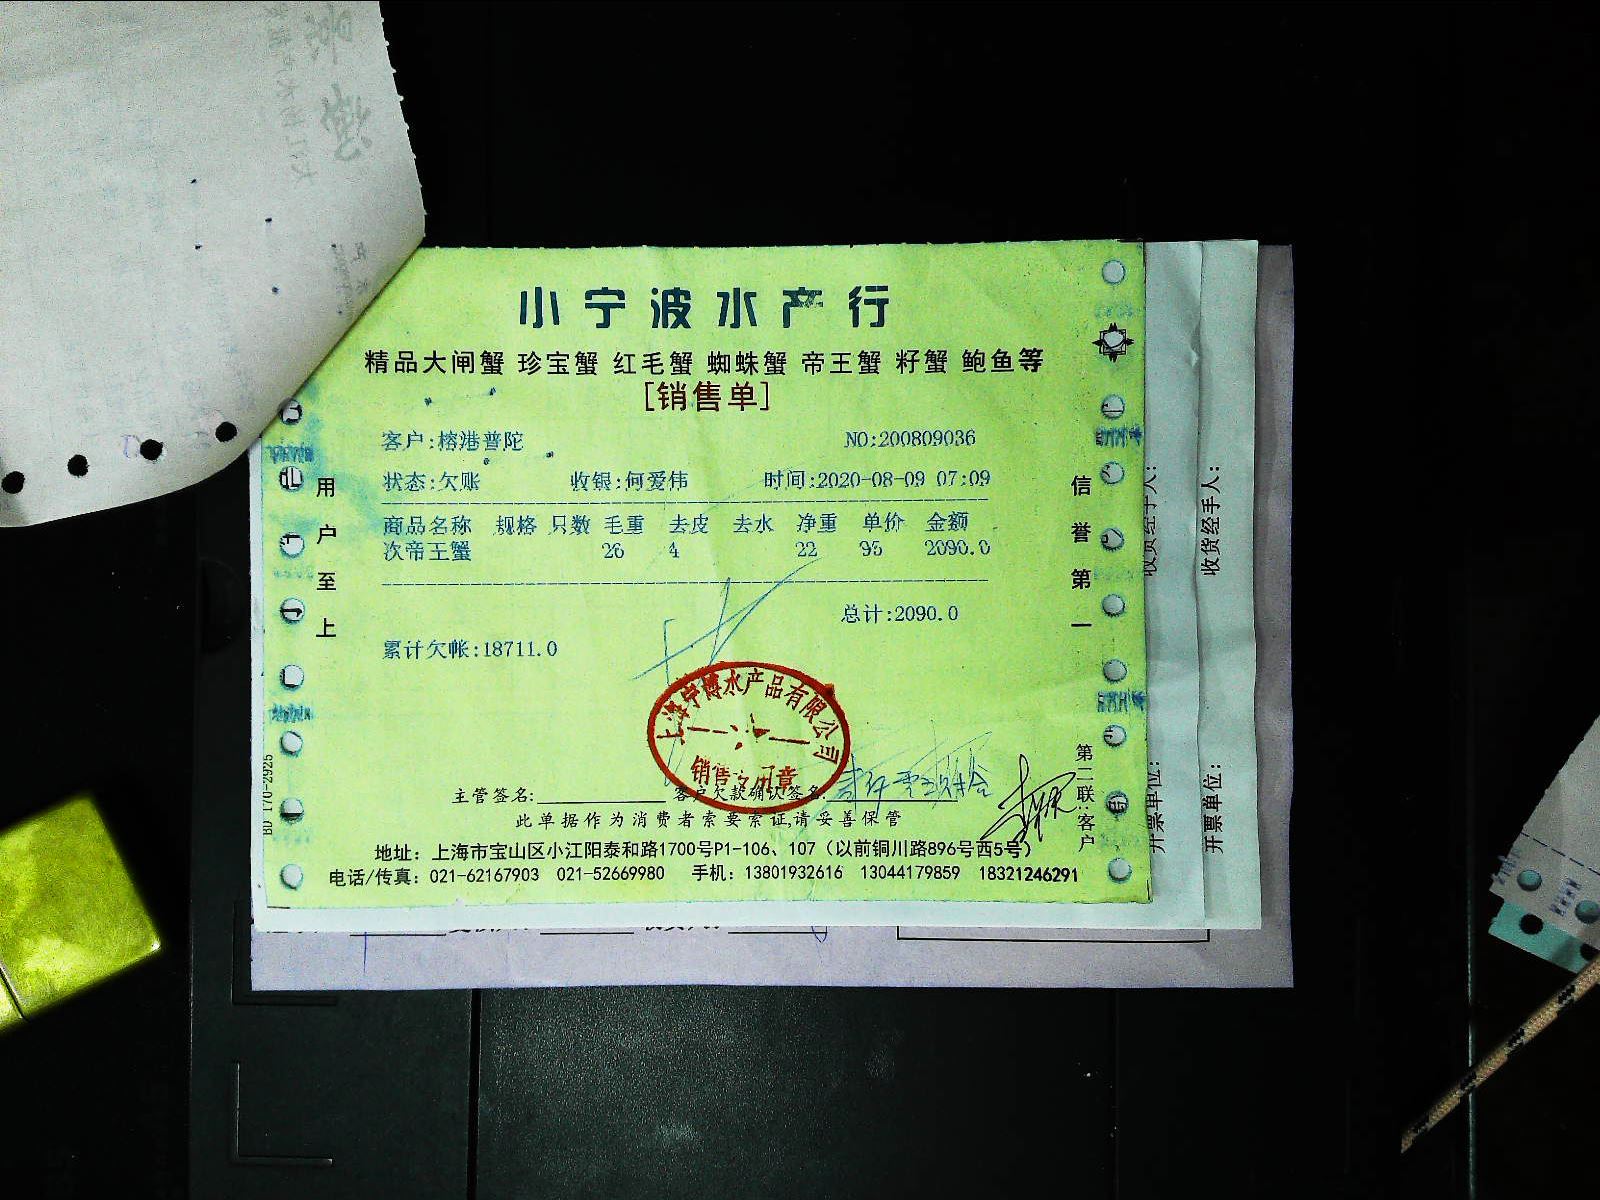 小宁波水产行
精品大闸蟹 珍宝蟹 红毛蟹 蜘蛛蟹 帝王蟹 籽蟹 鲍鱼等
[销售单]
客户:榕港普陀 NO:200809036
状态:欠账 收银:何爱伟 时间:2020-08-09 07:09
商品名称 规格 只数 毛重 去皮 去水 净重 单价 金额
次帝王蟹 26 4 22 95 2090.0
总计:2090.0
累计欠帐:18711.0
上海宁博水产品有限公司
销售专用章
主管签名: 客户欠款确认签名:
此单据作为消费者索要索证,请妥善保管
地址：上海市宝山区小江阳泰和路1700号P1-106、107（以前铜川路896号西5号）
电话/传真：021-62167903 021-52669980 手机：13801932616 13044179859 18321246291
用户至上
信誉第一
第二联:客户
BD 170-2925
收货经手人：
开票单位：
收货经手人：
开票单位：